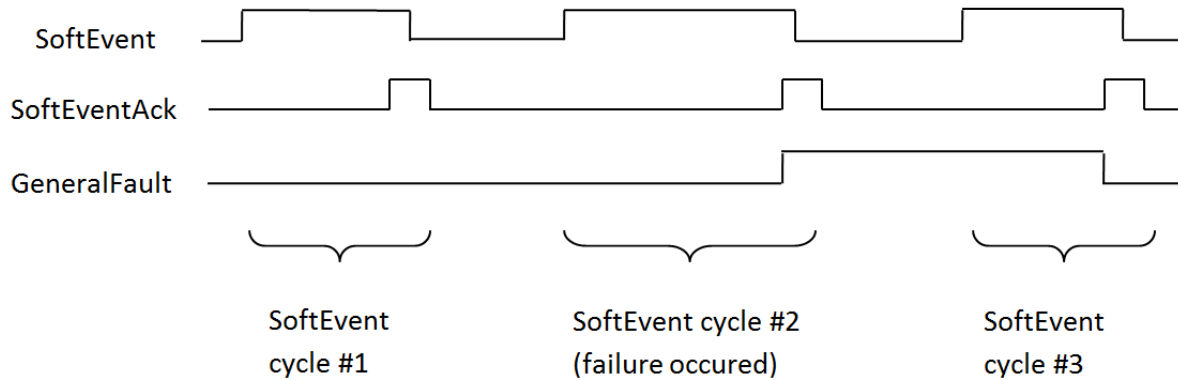 SoftEvent
SoftEventAck
GeneralFault
SoftEvent
cycle #1
SoftEvent cycle #2
(failure occured)
SoftEvent
cycle #3